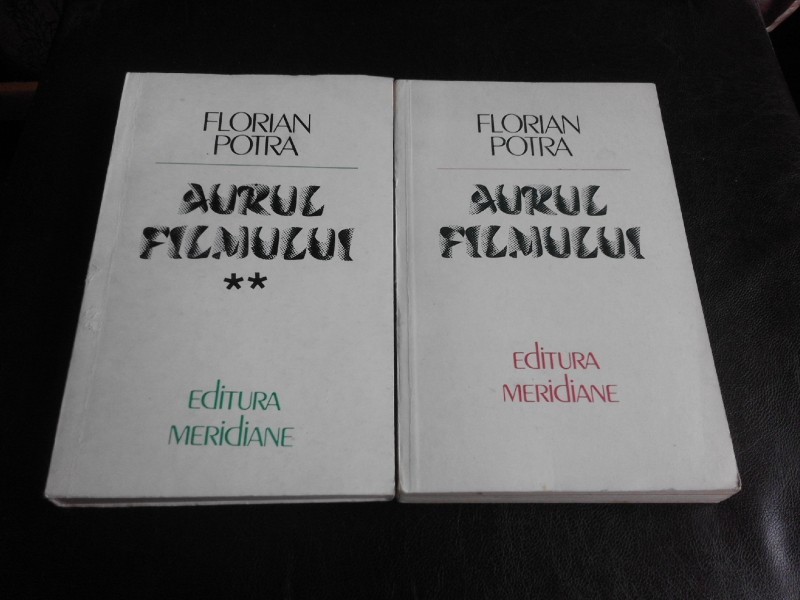 FLORIAN
POTRA
AURUL
FILMULUI
**
EdITURA
MERIdIANE
FLORIAN
POTRA
AURUL
FILMULUI
EdITURA
MERIdIANE